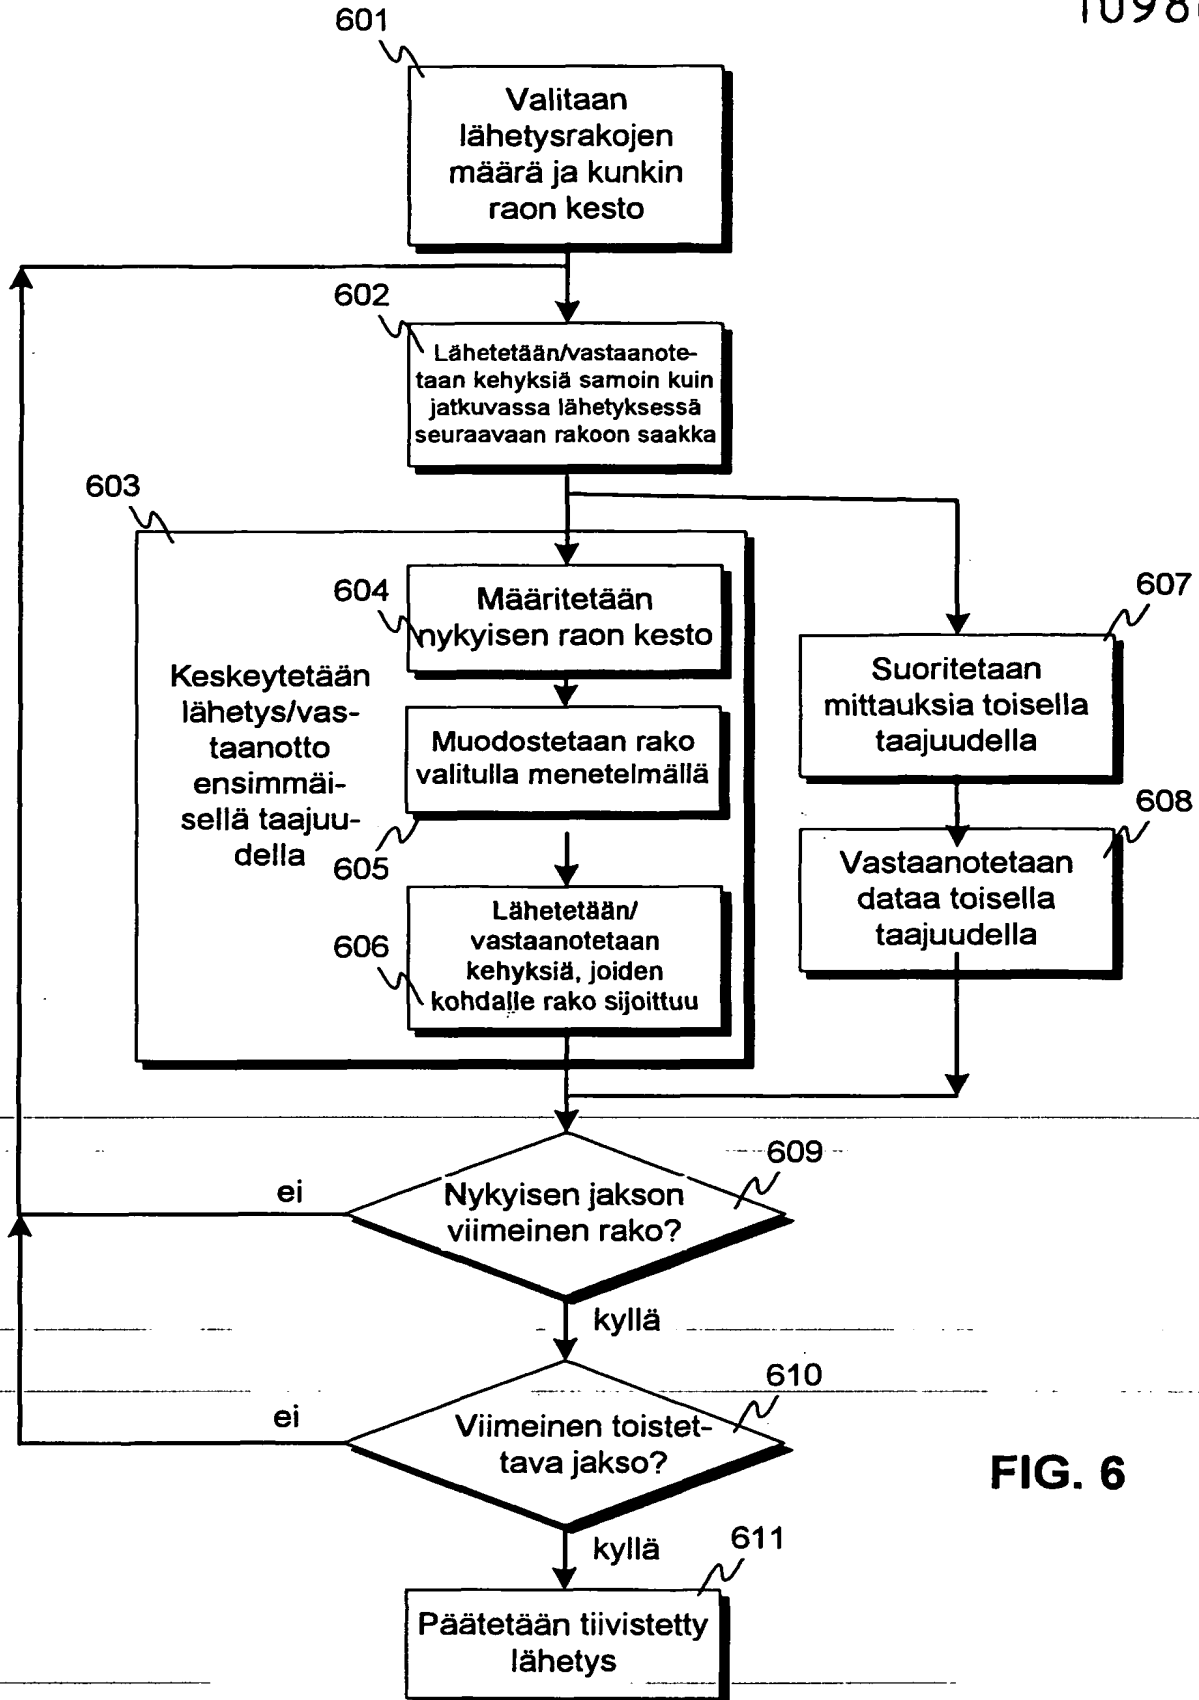 601
Valitaan
lähetysrakojen
määrä ja kunkin
raon kesto
602
Lähetetään/vastaanote-
taan kehyksiä samoin kuin
jatkuvassa lähetyksessä
seuraavaan rakoon saakka
603
Keskeytetään
lähetys/vas-
taanotto
ensimmäi-
sellä taajuu-
della
604
Määritetään
nykyisen raon kesto
Muodostetaan rako
valitulla menetelmällä
605
606
Lähetetään/
vastaanotetaan
kehyksiä, joiden
kohdalle rako sijoittuu
607
Suoritetaan
mittauksia toisella
taajuudella
608
Vastaanotetaan
dataa toisella
taajuudella
609
Nykyisen jakson
viimeinen rako?
ei
kyllä
610
Viimeinen toistet-
tava jakso?
ei
kyllä
FIG. 6
611
Päätetään tiivistetty
lähetys